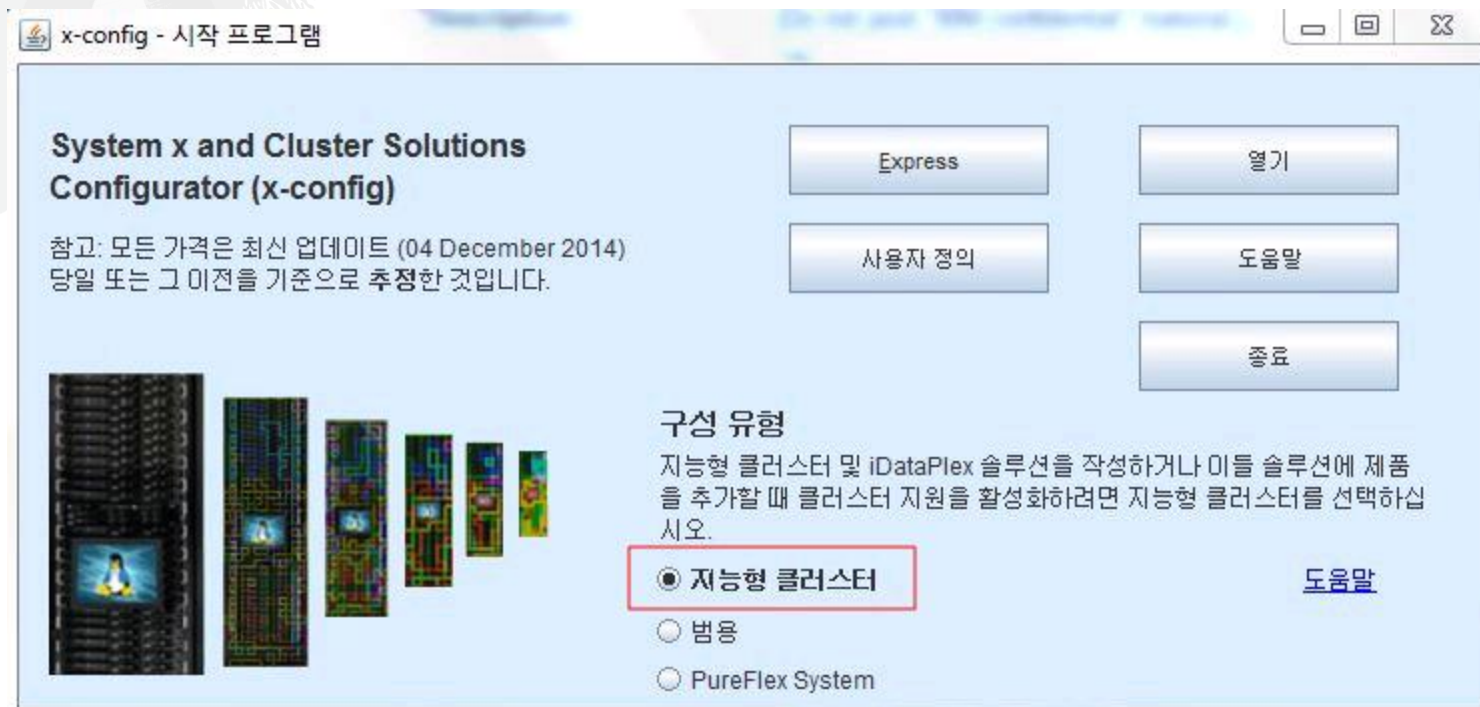 x-config - 시작 프로그램
System x and Cluster Solutions
Configurator (x-config)
참고: 모든 가격은 최신 업데이트 (04 December 2014)
당일 또는 그 이전을 기준으로 추정한 것입니다.
Express
열기
사용자 정의
도움말
종료
구성 유형
지능형 클러스터 및 iDataPlex 솔루션을 작성하거나 이들 솔루션에 제품
을 추가할 때 클러스터 지원을 활성화하려면 지능형 클러스터를 선택하십
시오.
지능형 클러스터
도움말
범용
PureFlex System